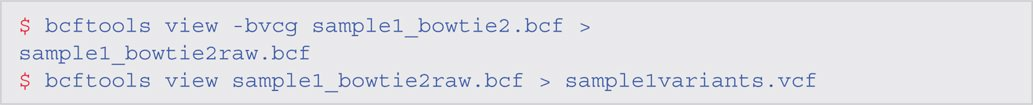 $ bcftools view -bvcg sample1_bowtie2.bcf >
sample1_bowtie2raw.bcf
$ bcftools view sample1_bowtie2raw.bcf > sample1variants.vcf